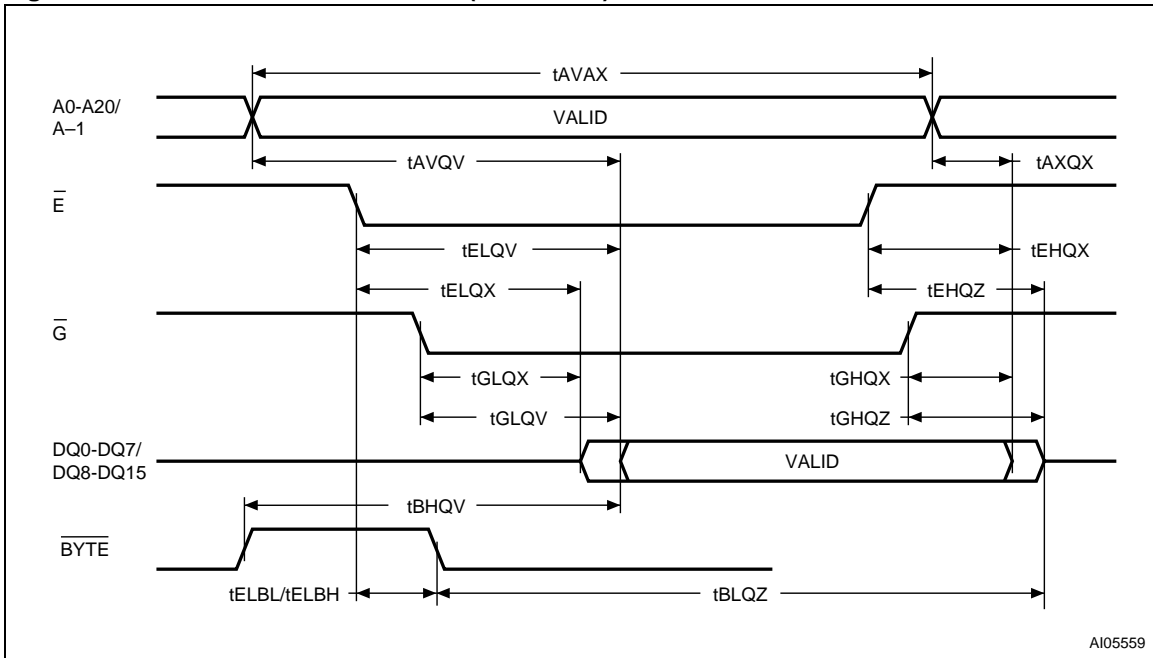 tAVAX
A0-A20/
A–1
VALID
tAVQV
tAXQX
E
tELQV
tEHQX
tELQX
tEHQZ
G
tGLQX
tGHQX
tGLQV
tGHQZ
DQ0-DQ7/
DQ8-DQ15
VALID
tBHQV
BYTE
tELBL/tELBH
tBLQZ
AI05559